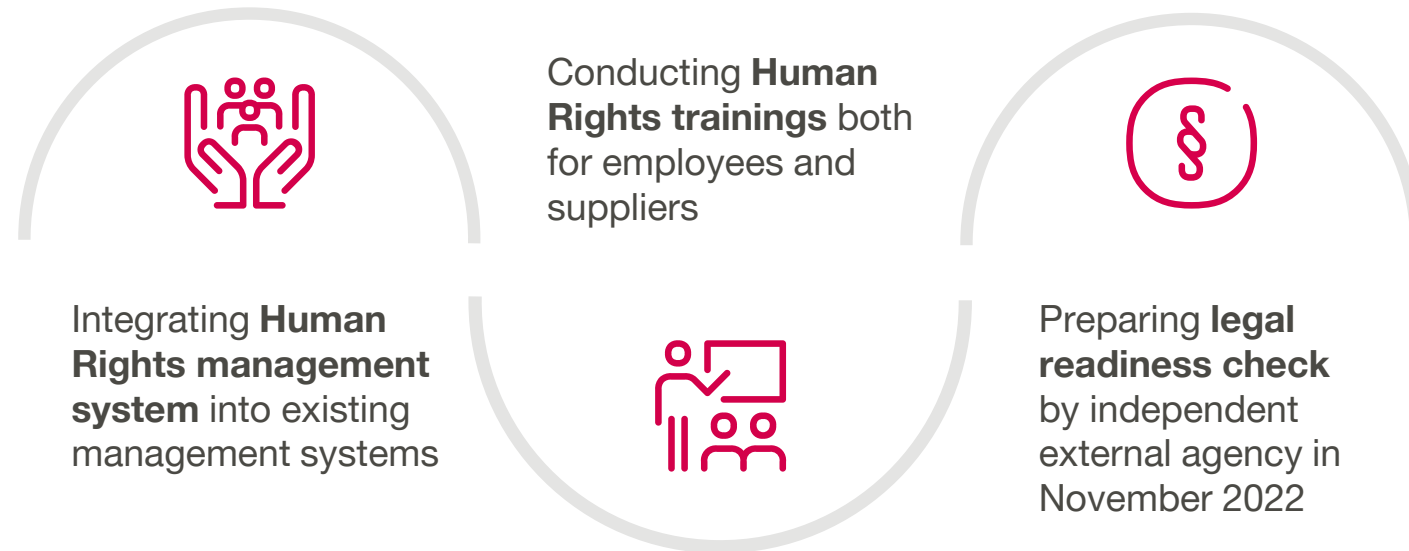 Integrating Human
Rights management
system into existing
management systems
Conducting Human
Rights trainings both
for employees and
suppliers
§
Preparing legal
readiness check
by independent
external agency in
November 2022